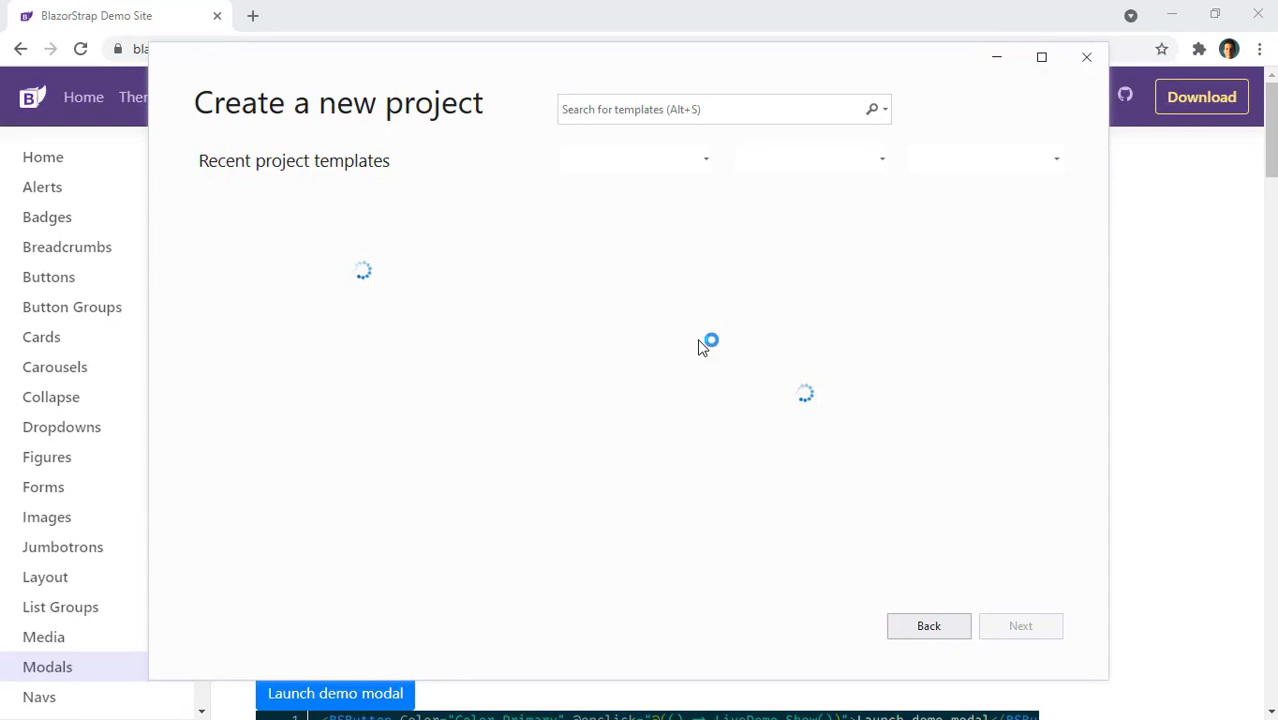 BlazorStrap Demo Site
bla
B
Home
Ther
Download
Create a new project
Search for templates (Alt+S)
Recent project templates
Home
Alerts
Badges
Breadcrumbs
Buttons
Button Groups
Cards
Carousels
Collapse
Dropdowns
Figures
Forms
Images
Jumbotrons
Layout
List Groups
Media
Modals
Navs
Back
Next
Launch demo modal